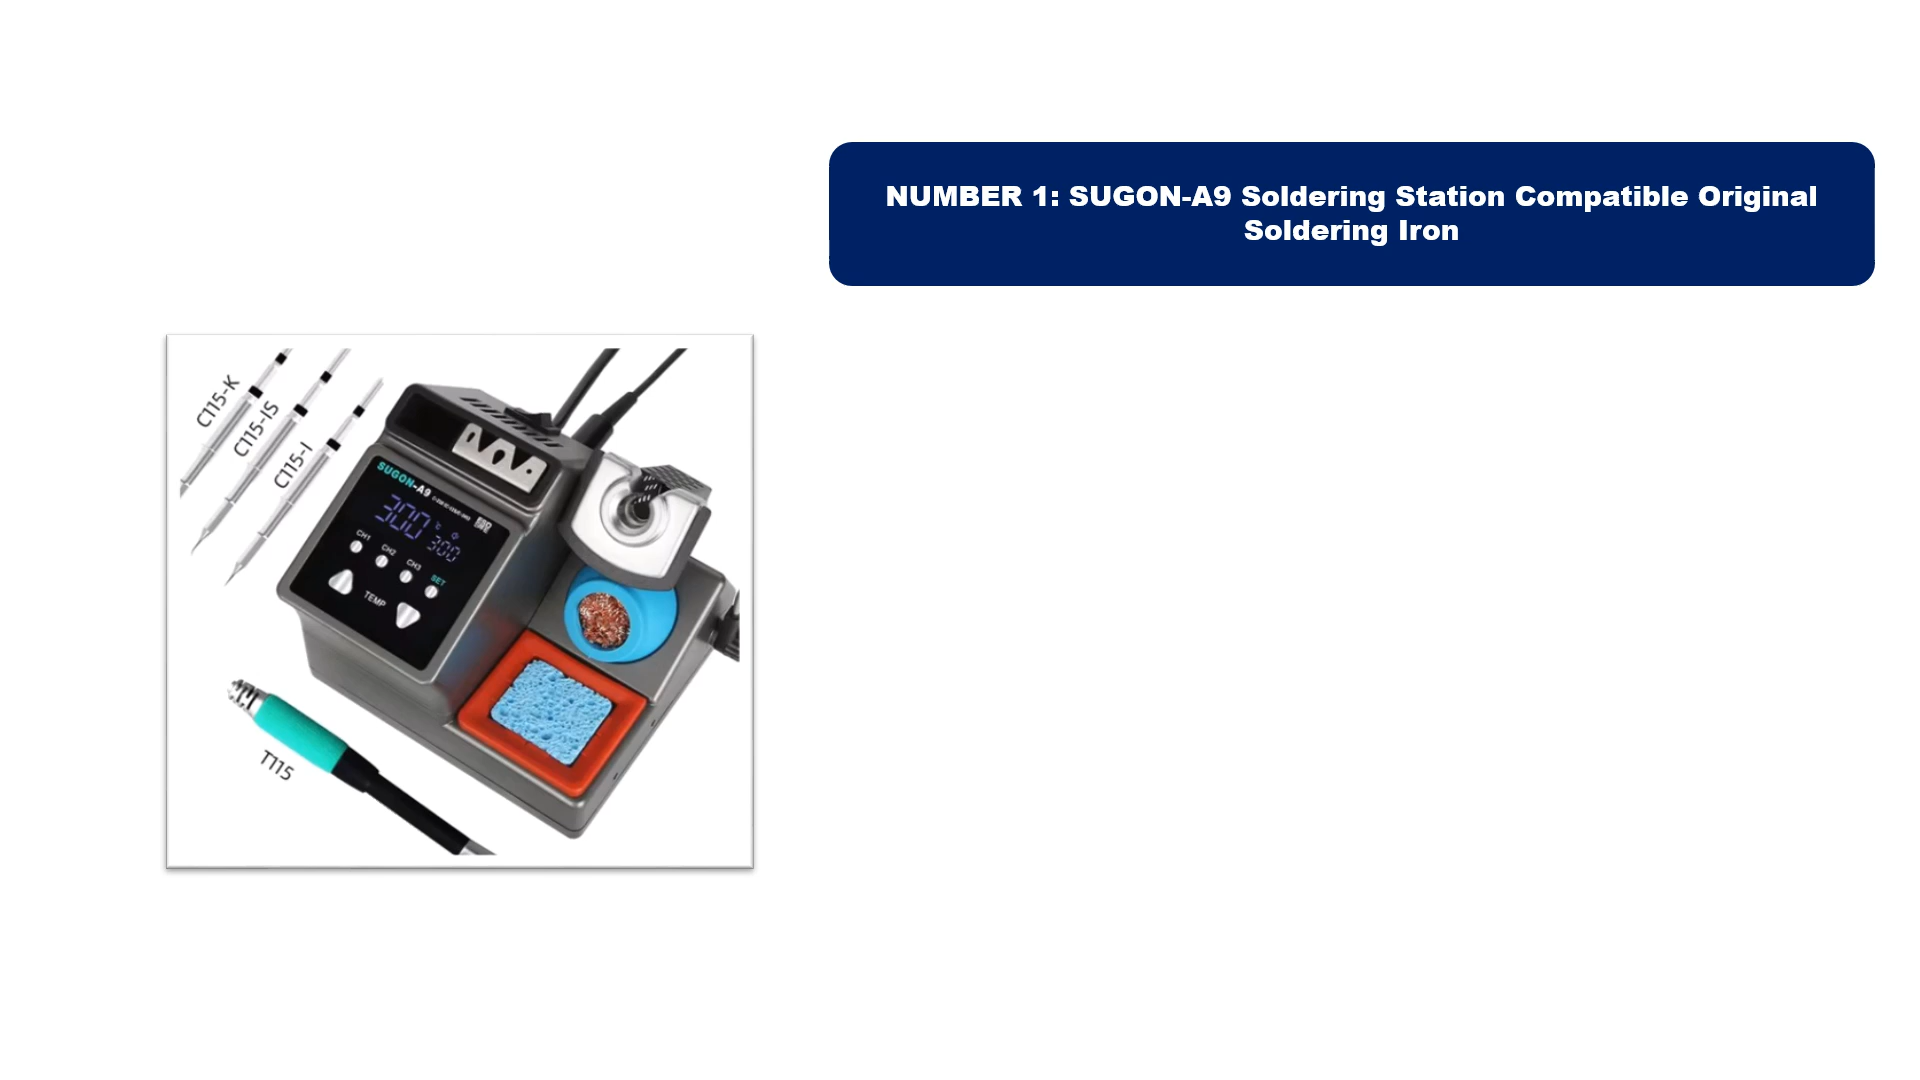 NUMBER 1: SUGON-A9 Soldering Station Compatible Original
Soldering Iron
C115-K
C115-IS
C115-I
SUGON-A9
300 ℃
300
CH1
CH2
CH3
SET
TEMP
T115